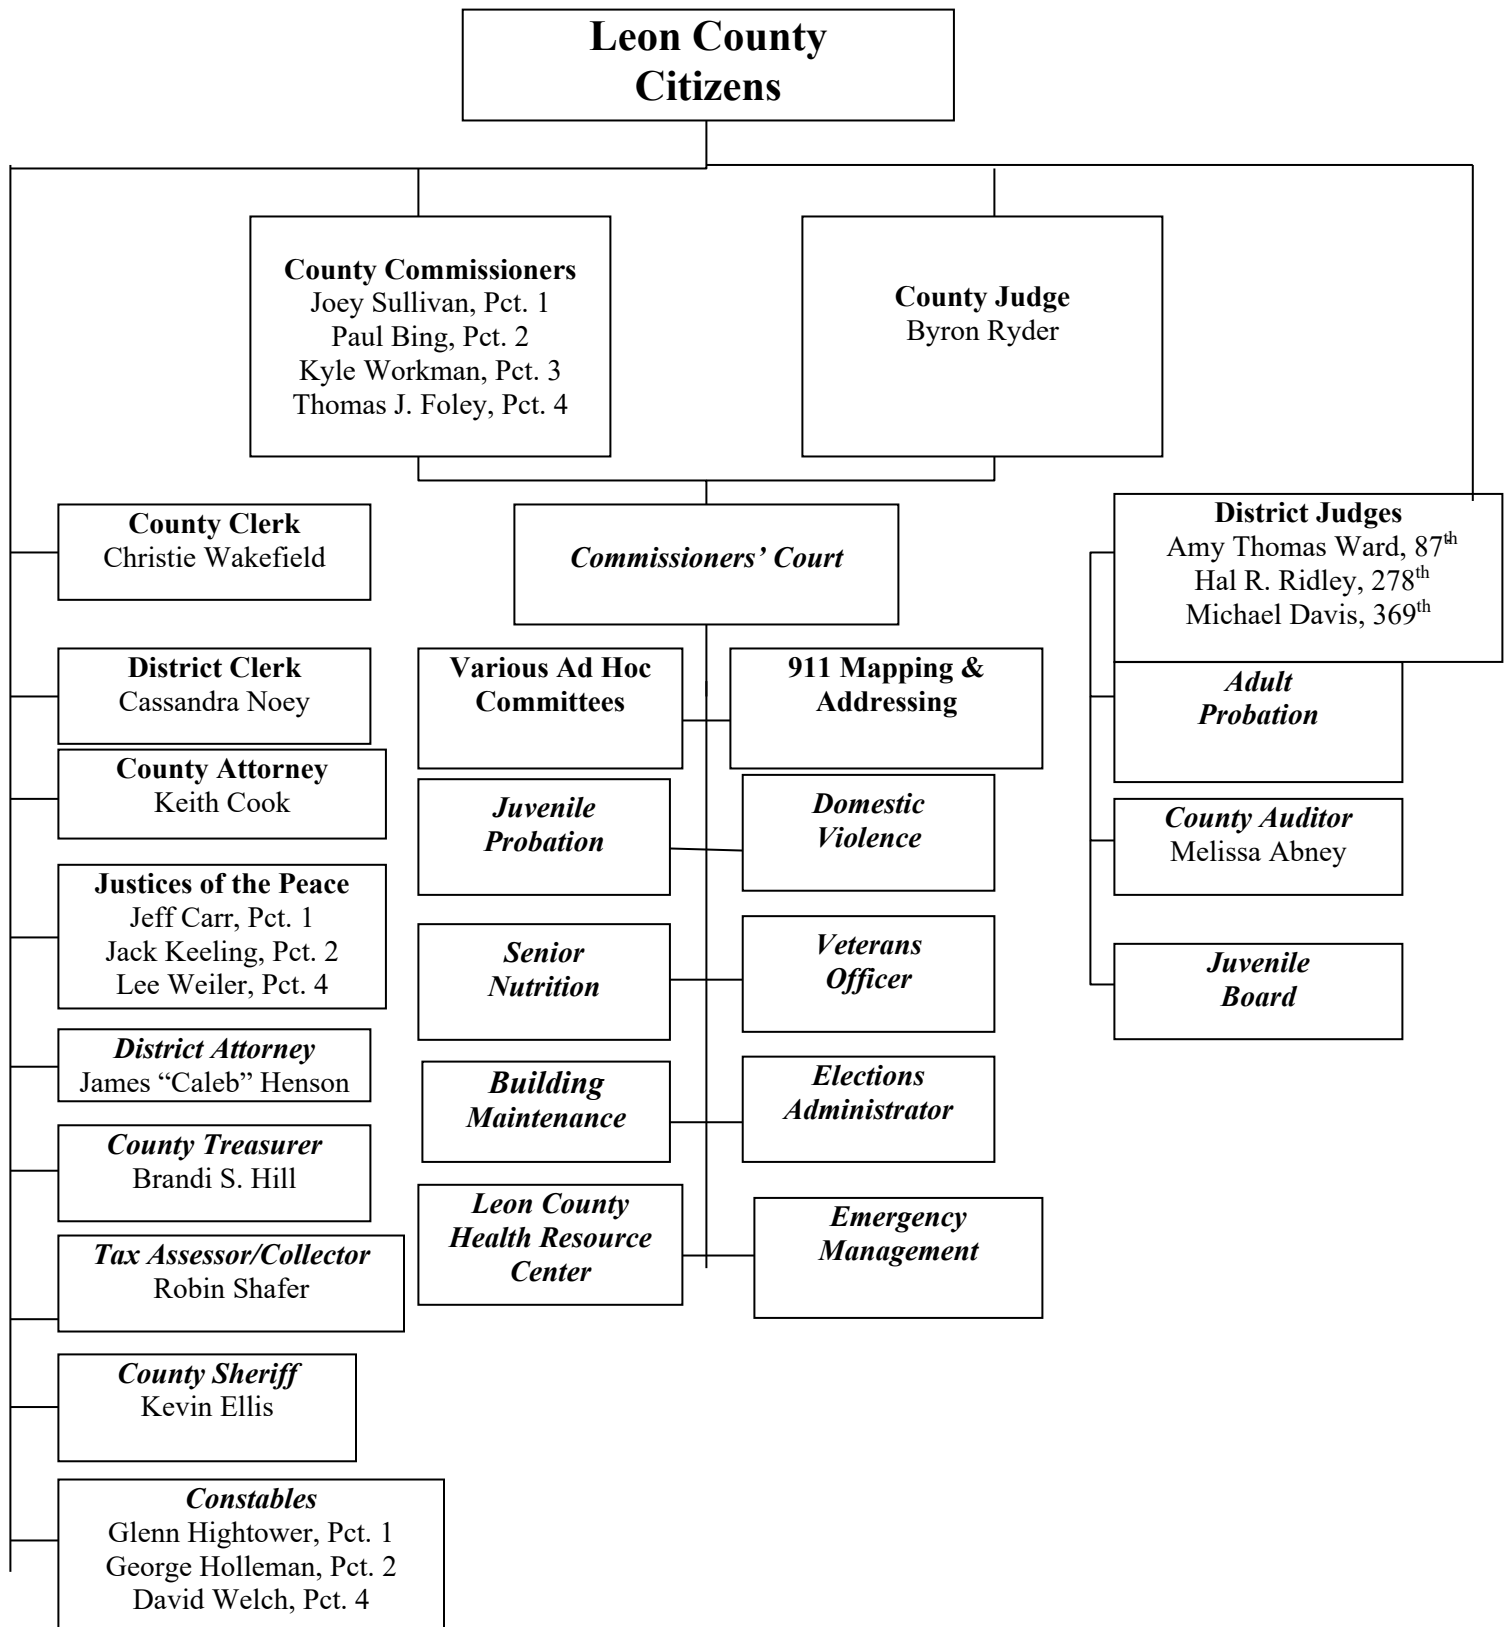 Leon County
Citizens
County Commissioners
Joey Sullivan, Pct. 1
Paul Bing, Pct. 2
Kyle Workman, Pct. 3
Thomas J. Foley, Pct. 4
County Judge
Byron Ryder
County Clerk
Christie Wakefield
District Clerk
Cassandra Noey
County Attorney
Keith Cook
Justices of the Peace
Jeff Carr, Pct. 1
Jack Keeling, Pct. 2
Lee Weiler, Pct. 4
District Attorney
James “Caleb” Henson
County Treasurer
Brandi S. Hill
Tax Assessor/Collector
Robin Shafer
County Sheriff
Kevin Ellis
Constables
Glenn Hightower, Pct. 1
George Holleman, Pct. 2
David Welch, Pct. 4
Commissioners’ Court
Various Ad Hoc
Committees
911 Mapping &
Addressing
Juvenile
Probation
Domestic
Violence
Senior
Nutrition
Veterans
Officer
Building
Maintenance
Elections
Administrator
Leon County
Health Resource
Center
Emergency
Management
District Judges
Amy Thomas Ward, 87th
Hal R. Ridley, 278th
Michael Davis, 369th
Adult
Probation
County Auditor
Melissa Abney
Juvenile
Board